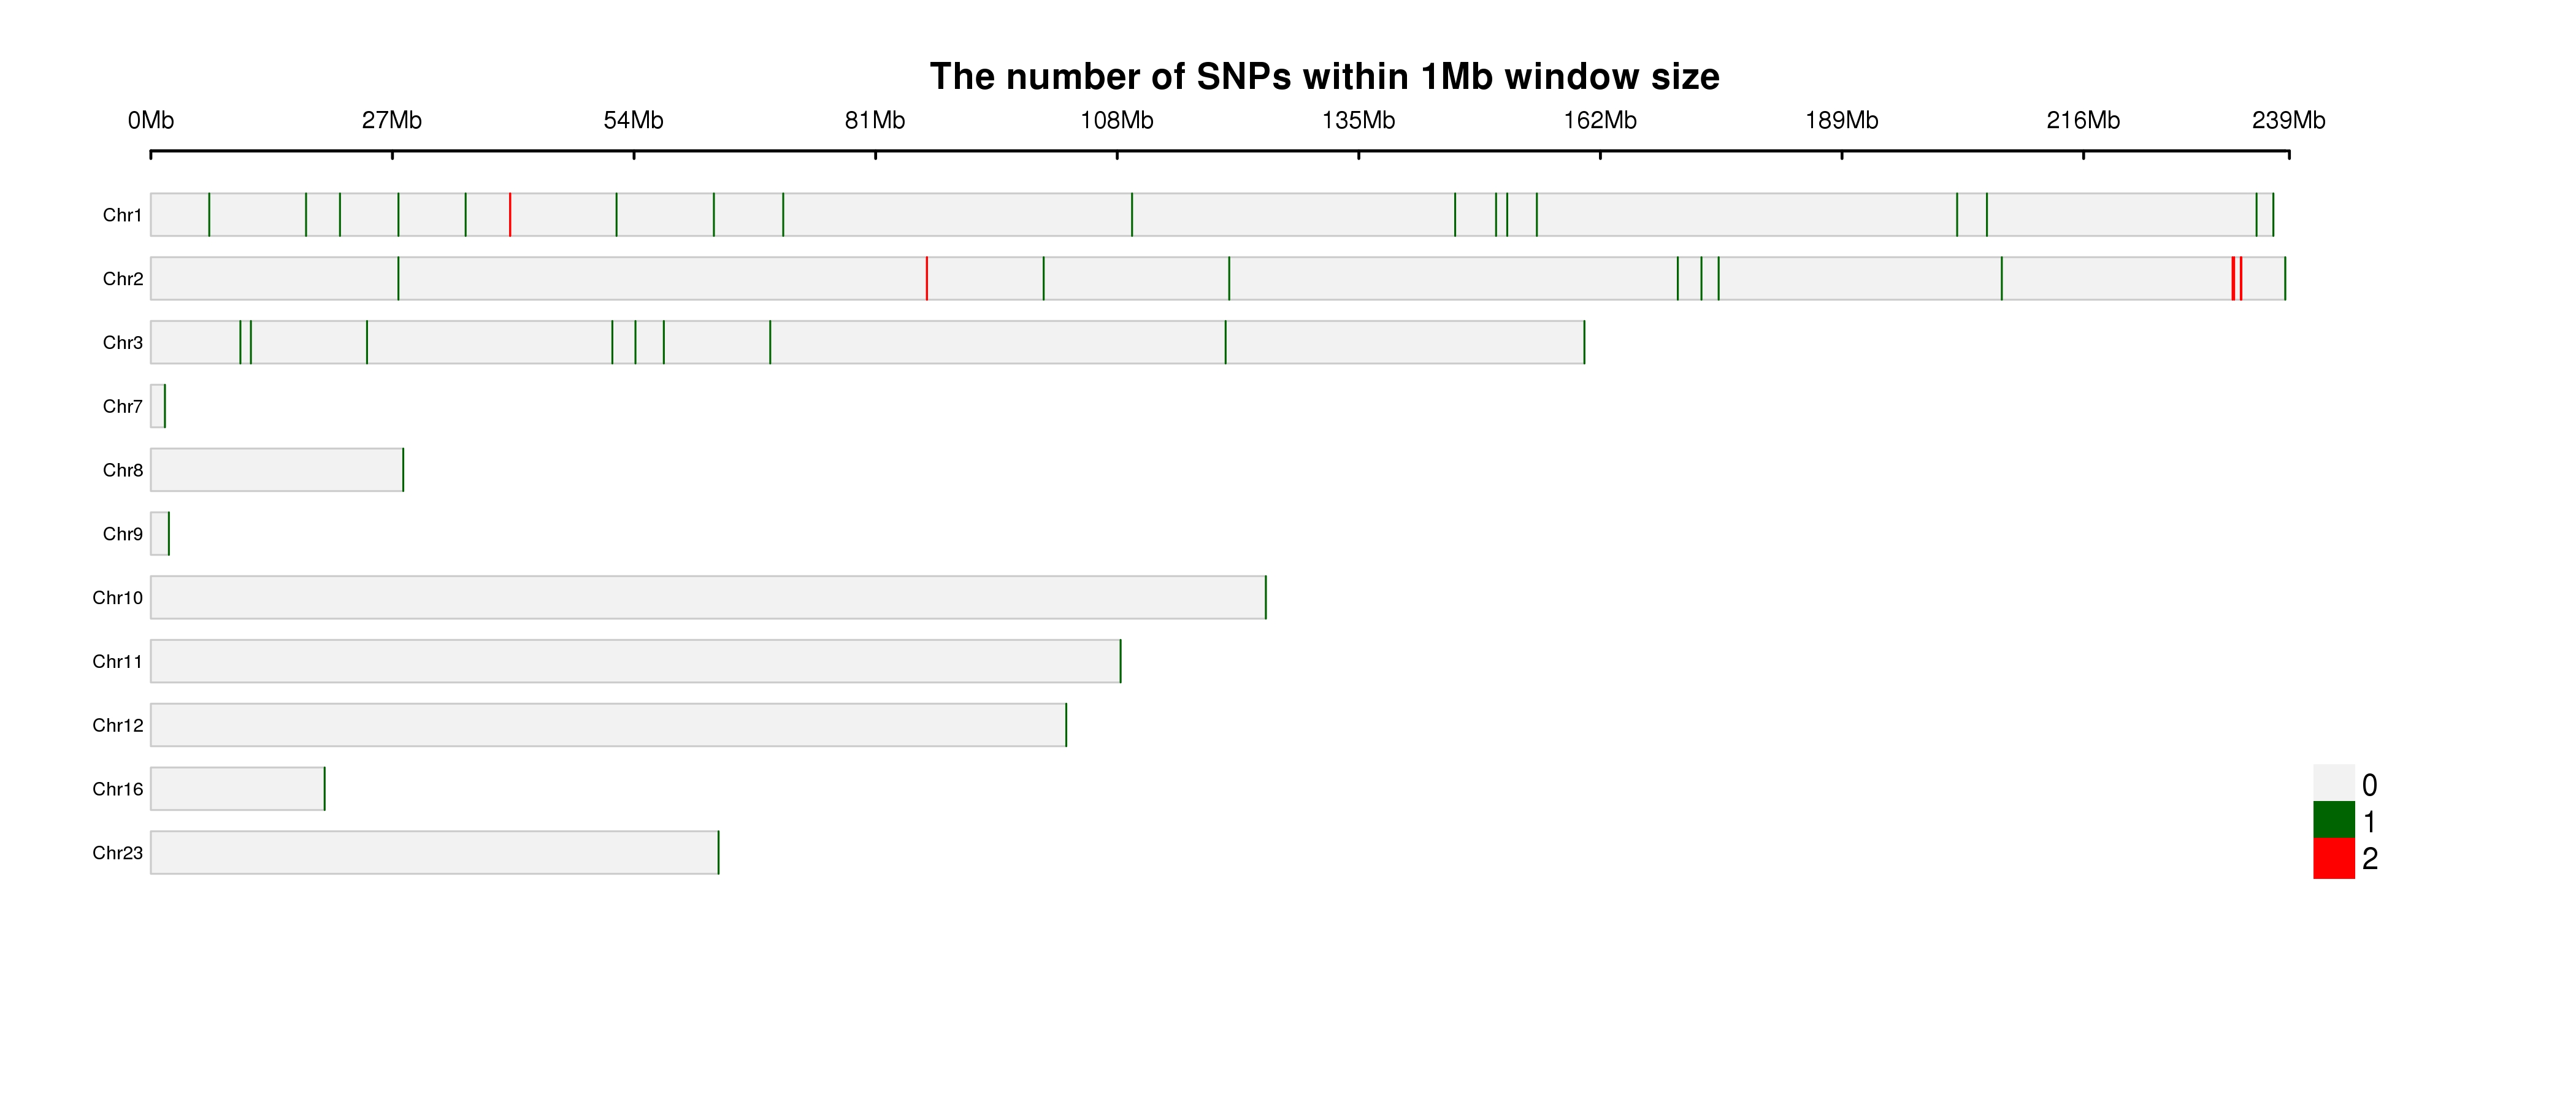 The number of SNPs within 1Mb window size
0Mb 27Mb 54Mb 81Mb 108Mb 135Mb 162Mb 189Mb 216Mb 239Mb
Chr1
Chr2
Chr3
Chr7
Chr8
Chr9
Chr10
Chr11
Chr12
Chr16
Chr23
0
1
2